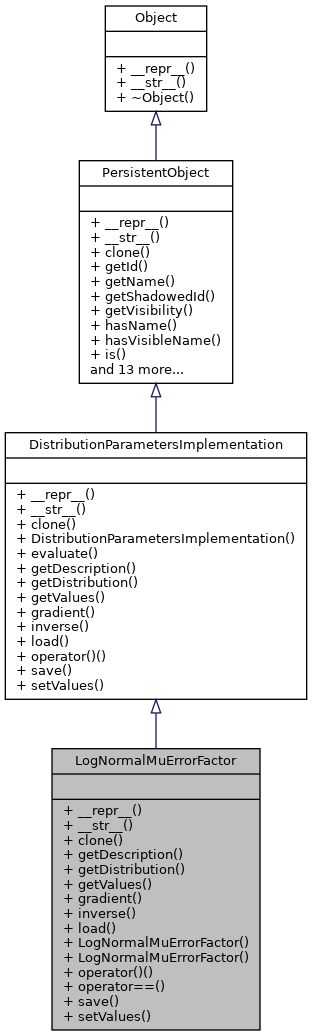 Object
+ __repr__()
+ __str__()
+ ~Object()
PersistentObject
+ __repr__()
+ __str__()
+ clone()
+ getId()
+ getName()
+ getShadowedId()
+ getVisibility()
+ hasName()
+ hasVisibleName()
+ is()
and 13 more...
DistributionParametersImplementation
+ __repr__()
+ __str__()
+ clone()
+ DistributionParametersImplementation()
+ evaluate()
+ getDescription()
+ getDistribution()
+ getValues()
+ gradient()
+ inverse()
+ load()
+ operator()()
+ save()
+ setValues()
LogNormalMuErrorFactor
+ __repr__()
+ __str__()
+ clone()
+ getDescription()
+ getDistribution()
+ getValues()
+ gradient()
+ inverse()
+ load()
+ LogNormalMuErrorFactor()
+ LogNormalMuErrorFactor()
+ operator()()
+ operator==()
+ save()
+ setValues()